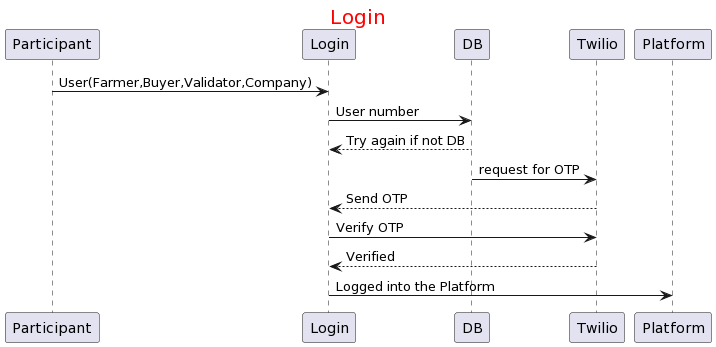 Login
Participant Login DB Twilio Platform
User(Farmer,Buyer,Validator,Company)
User number
Try again if not DB
request for OTP
Send OTP
Verify OTP
Verified
Logged into the Platform
Participant Login DB Twilio Platform